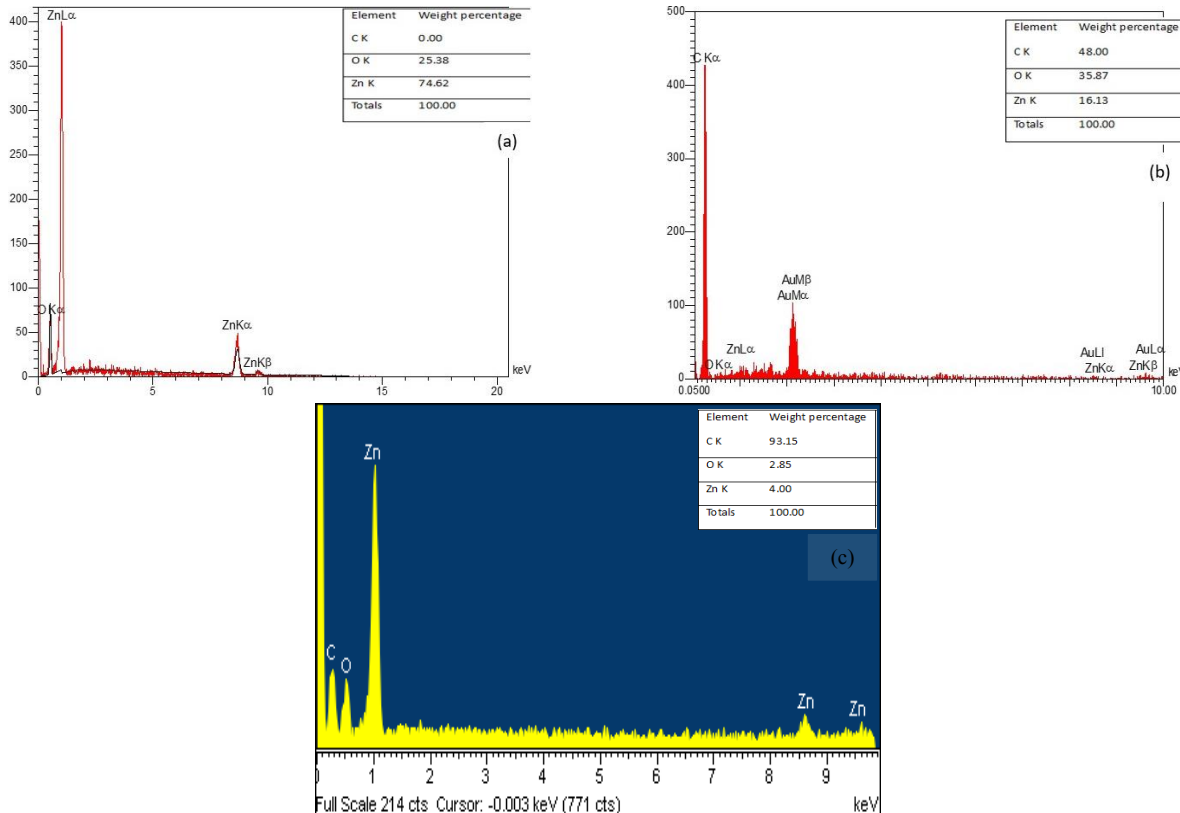 400
350
300
250
200
150
100
50
0
ZnLα
O Kα
ZnKα
ZnKβ
0 5 10 15 20
keV
Element Weight percentage
C K 0.00
O K 25.38
Zn K 74.62
Totals 100.00
(a)
500
400
300
200
100
0
C Kα
O Kα
ZnLα
AuMβ
AuMα
AuLl
ZnKα
AuLα
ZnKβ
0.0500 10.00
keV
Element Weight percentage
C K 48.00
O K 35.87
Zn K 16.13
Totals 100.00
(b)
Element Weight percentage
C K 93.15
O K 2.85
Zn K 4.00
Totals 100.00
(c)
Zn
C
O
Zn
Zn
0 1 2 3 4 5 6 7 8 9
Full Scale 214 cts Cursor: -0.003 keV (771 cts) keV